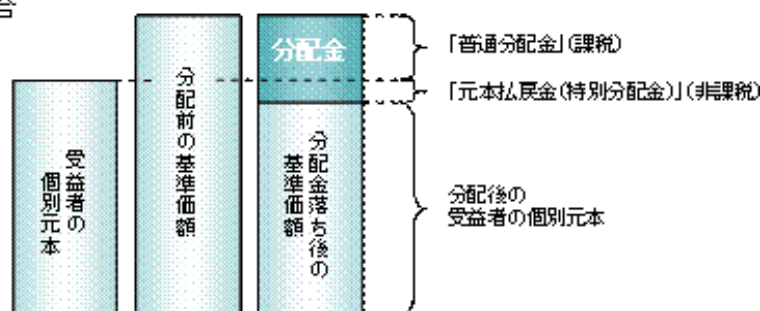 合
受益者の
個別元本
分配前の基準価額
分配金
分配金落ち後の
基準価額
「普通分配金」(課税)
「元本払戻金(特別分配金)」(非課税)
分配後の
受益者の個別元本